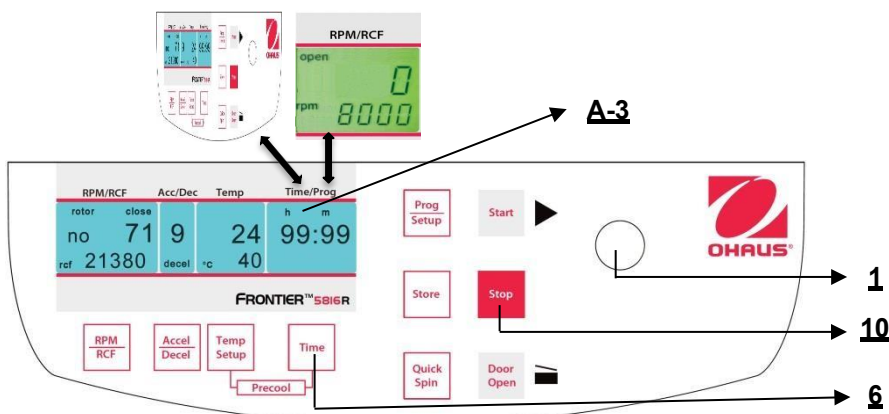 RPM/RCF
open
0
rpm 8000
A-3
RPM/RCF Acc/Dec Temp Time/Prog
rotor close h m
no 71 9 24 99:99
rcf 21380 decel °C 40
FRONTIER™ 5816R
Prog Setup
Start
OHAUS®
1
Store
Stop
10
RPM RCF
Accel Decel
Temp Setup
Time
Precool
Quick Spin
Door Open
6